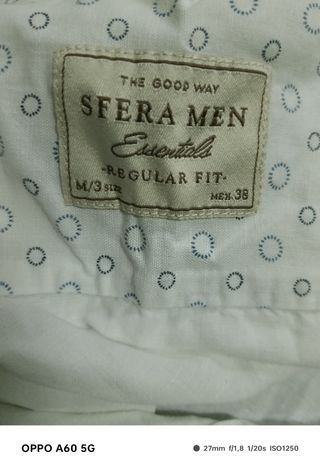 THE GOOD WAY
SFERA MEN
Essentials
-REGULAR FIT-
M/3 SIZE MEX. 38
OPPO A60 5G
27mm f/1,8 1/20s ISO1250